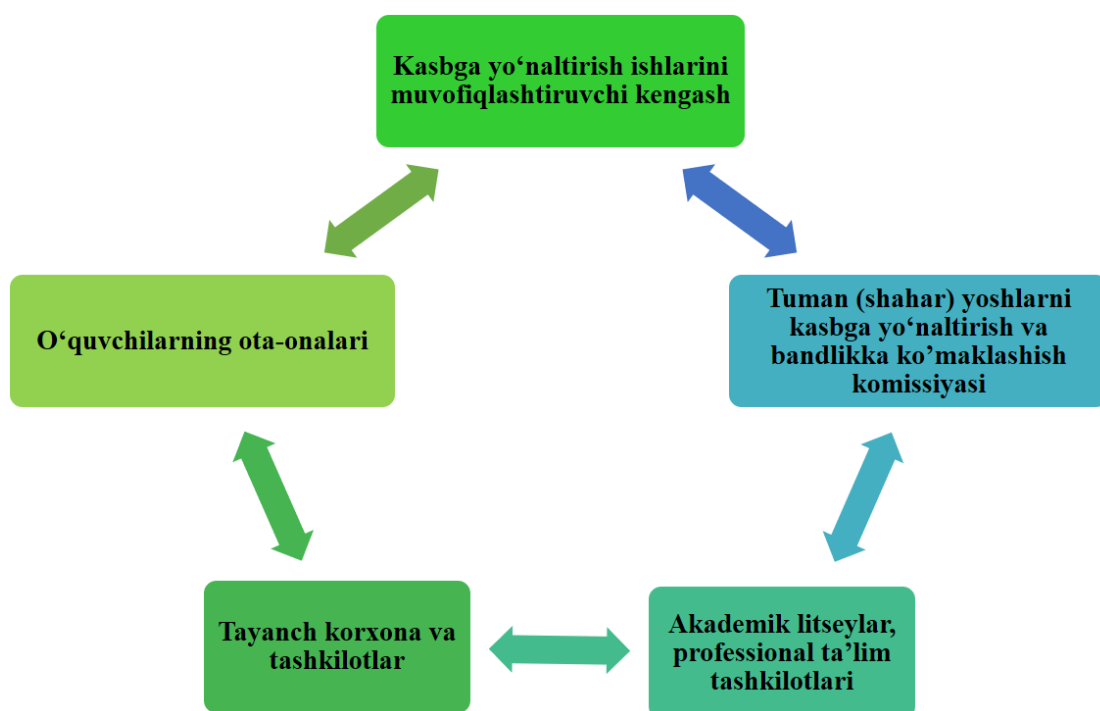 Kasbga yo‘naltirish ishlarini
muvofiqlashtiruvchi kengash
O‘quvchilarning ota-onalari
Tuman (shahar) yoshlarni
kasbga yo‘naltirish va
bandlikka ko’maklashish
komissiyasi
Tayanch korxona va
tashkilotlar
Akademik litseylar,
professional ta’lim
tashkilotlari